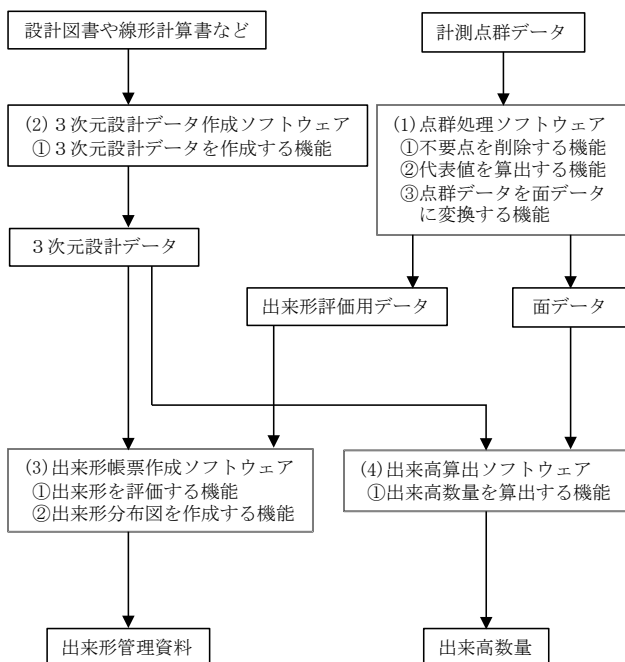 設計図書や線形計算書など
計測点群データ
(2) 3次元設計データ作成ソフトウェア
①3次元設計データを作成する機能
(1) 点群処理ソフトウェア
①不要点を削除する機能
②代表値を算出する機能
③点群データを面データ
に変換する機能
3次元設計データ
出来形評価用データ
面データ
(3) 出来形帳票作成ソフトウェア
①出来形を評価する機能
②出来形分布図を作成する機能
(4) 出来高算出ソフトウェア
①出来高数量を算出する機能
出来形管理資料
出来高数量